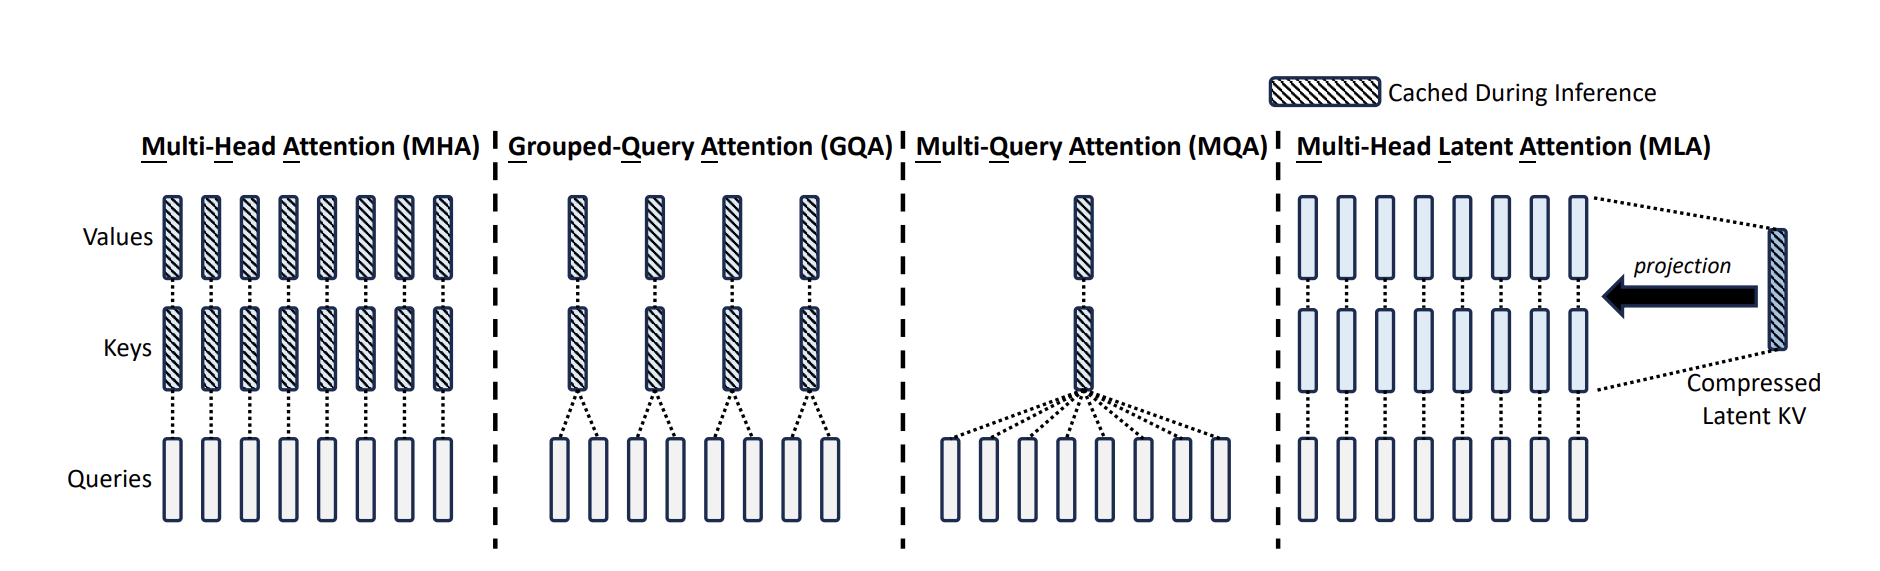 Cached During Inference
Multi-Head Attention (MHA)
Grouped-Query Attention (GQA)
Multi-Query Attention (MQA)
Multi-Head Latent Attention (MLA)
Values
Keys
Queries
projection
Compressed
Latent KV